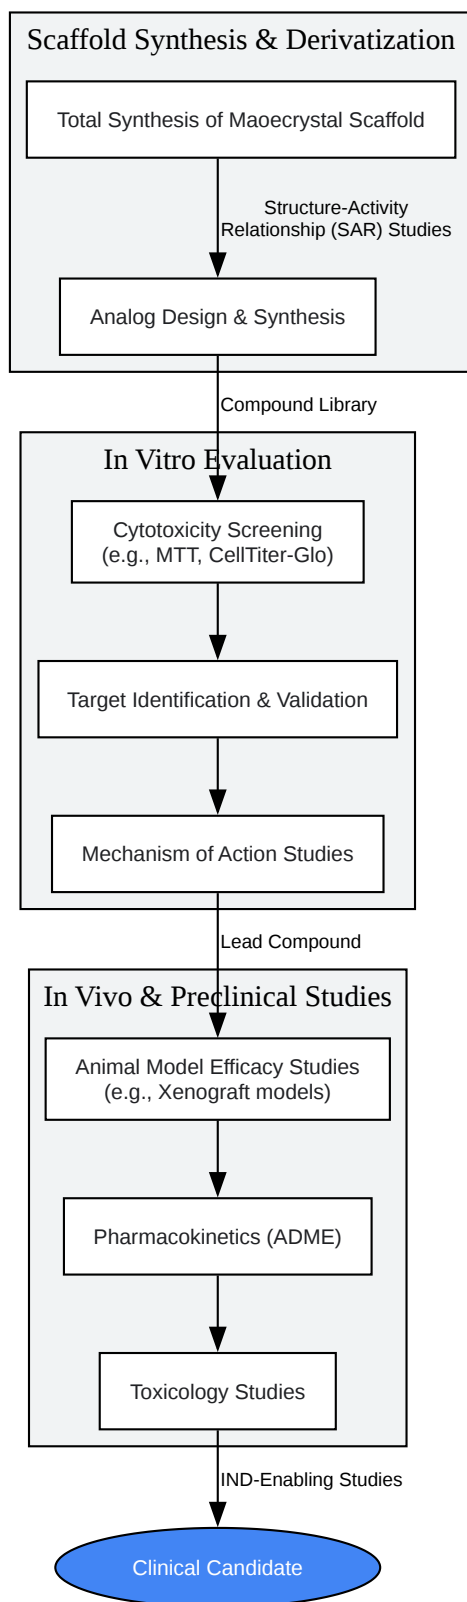 Scaffold Synthesis & Derivatization
Total Synthesis of Maoecrystal Scaffold
Structure-Activity
Relationship (SAR) Studies
Analog Design & Synthesis
Compound Library
In Vitro Evaluation
Cytotoxicity Screening
(e.g., MTT, CellTiter-Glo)
Target Identification & Validation
Mechanism of Action Studies
Lead Compound
In Vivo & Preclinical Studies
Animal Model Efficacy Studies
(e.g., Xenograft models)
Pharmacokinetics (ADME)
Toxicology Studies
IND-Enabling Studies
Clinical Candidate